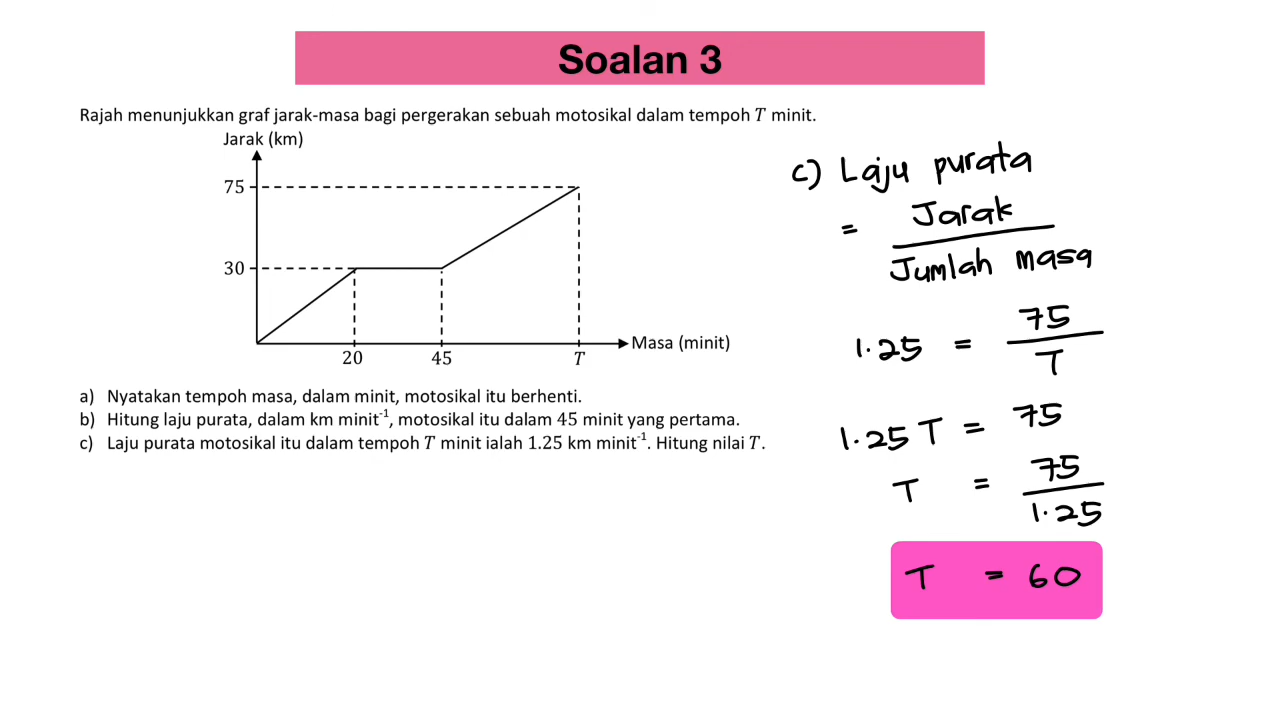 Soalan 3
Rajah menunjukkan graf jarak-masa bagi pergerakan sebuah motosikal dalam tempoh T minit.
Jarak (km)
75
30
Masa (minit)
20 45 T
a) Nyatakan tempoh masa, dalam minit, motosikal itu berhenti.
b) Hitung laju purata, dalam km minit⁻¹, motosikal itu dalam 45 minit yang pertama.
c) Laju purata motosikal itu dalam tempoh T minit ialah 1.25 km minit⁻¹. Hitung nilai T.
c) Laju purata
= Jarak
Jumlah masa
1.25 = 75
T
1.25 T = 75
T = 75
1.25
T = 60